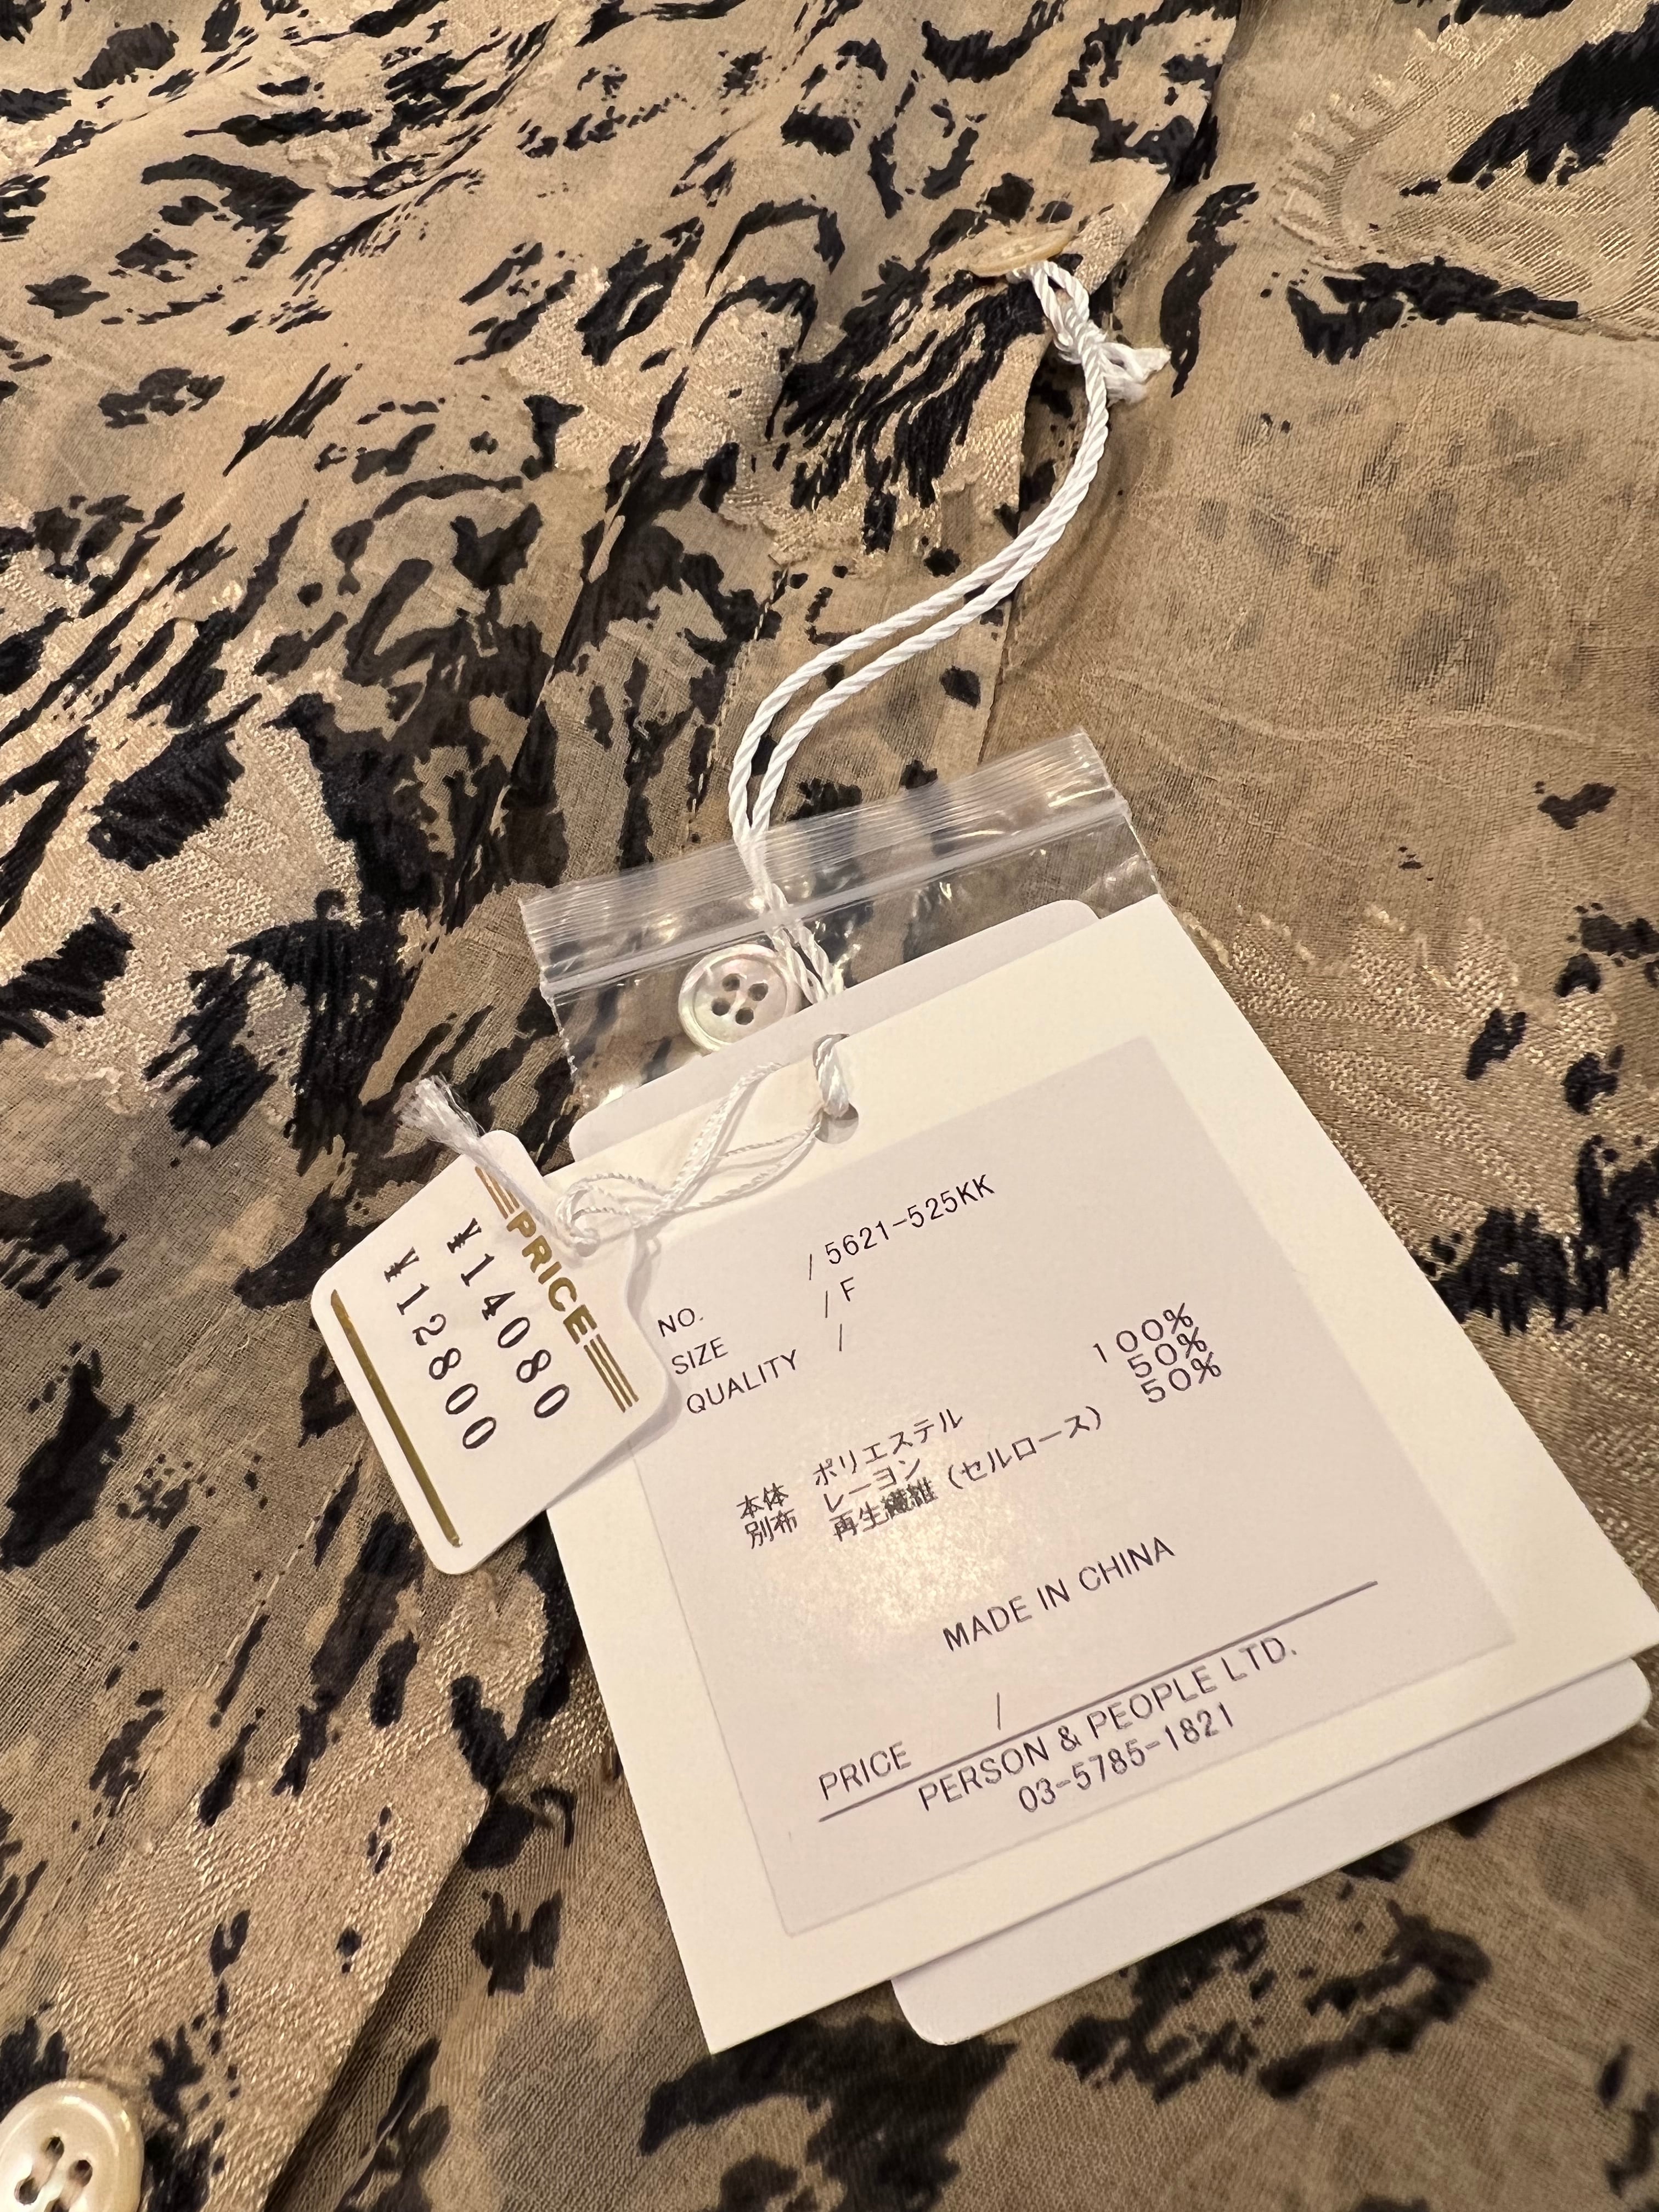 PRICE
¥14080
¥12800
NO. / 5621-525KK
SIZE / F
QUALITY /
本体 ポリエステル 100%
別布 レーヨン 50%
再生繊維(セルロース) 50%
MADE IN CHINA
PRICE /
PERSON & PEOPLE LTD.
03-5785-1821